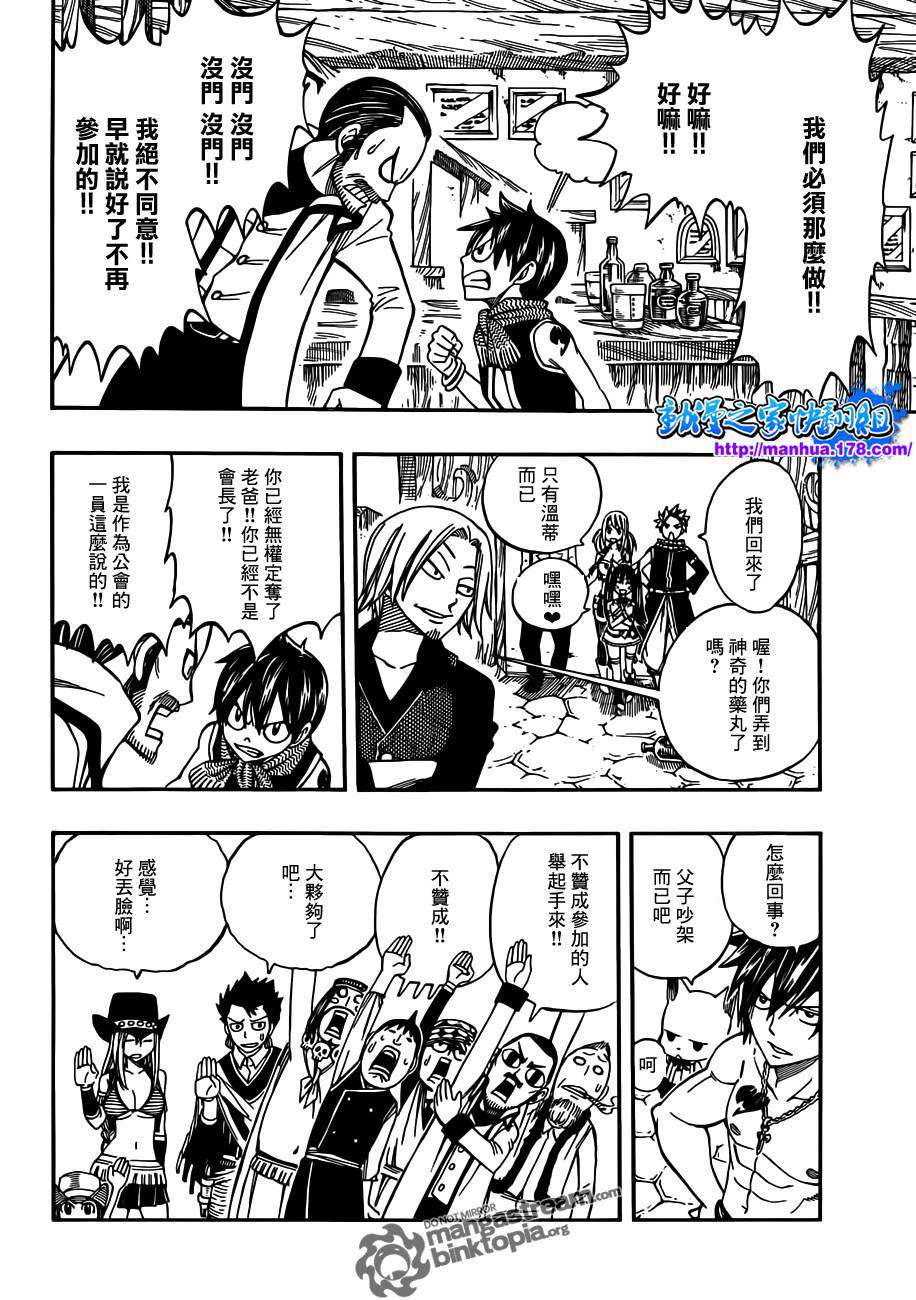 我們必須那麼做!!
好嘛!!
好嘛!!
沒門 沒門
沒門 沒門!!
我絕不同意!!
早就說好了不再
參加的!!
動漫之家快翻組
http://manhua.178.com/
我們回來了
喔！你們弄到
神奇的藥丸了
嗎？
只有溫蒂
而已
嘿嘿
❤
你已經無權定奪了
老爸!!你已經不是
會長了!!
我是作為公會的
一員這麼說的!!
怎麼回事？
父子吵架
而已吧
呵
不贊成參加的人
舉起手來!!
不贊成!!
大夥夠了
吧…
感覺…
好丟臉啊…
DO NOT MIRROR
mangastream.com
binktopia.org